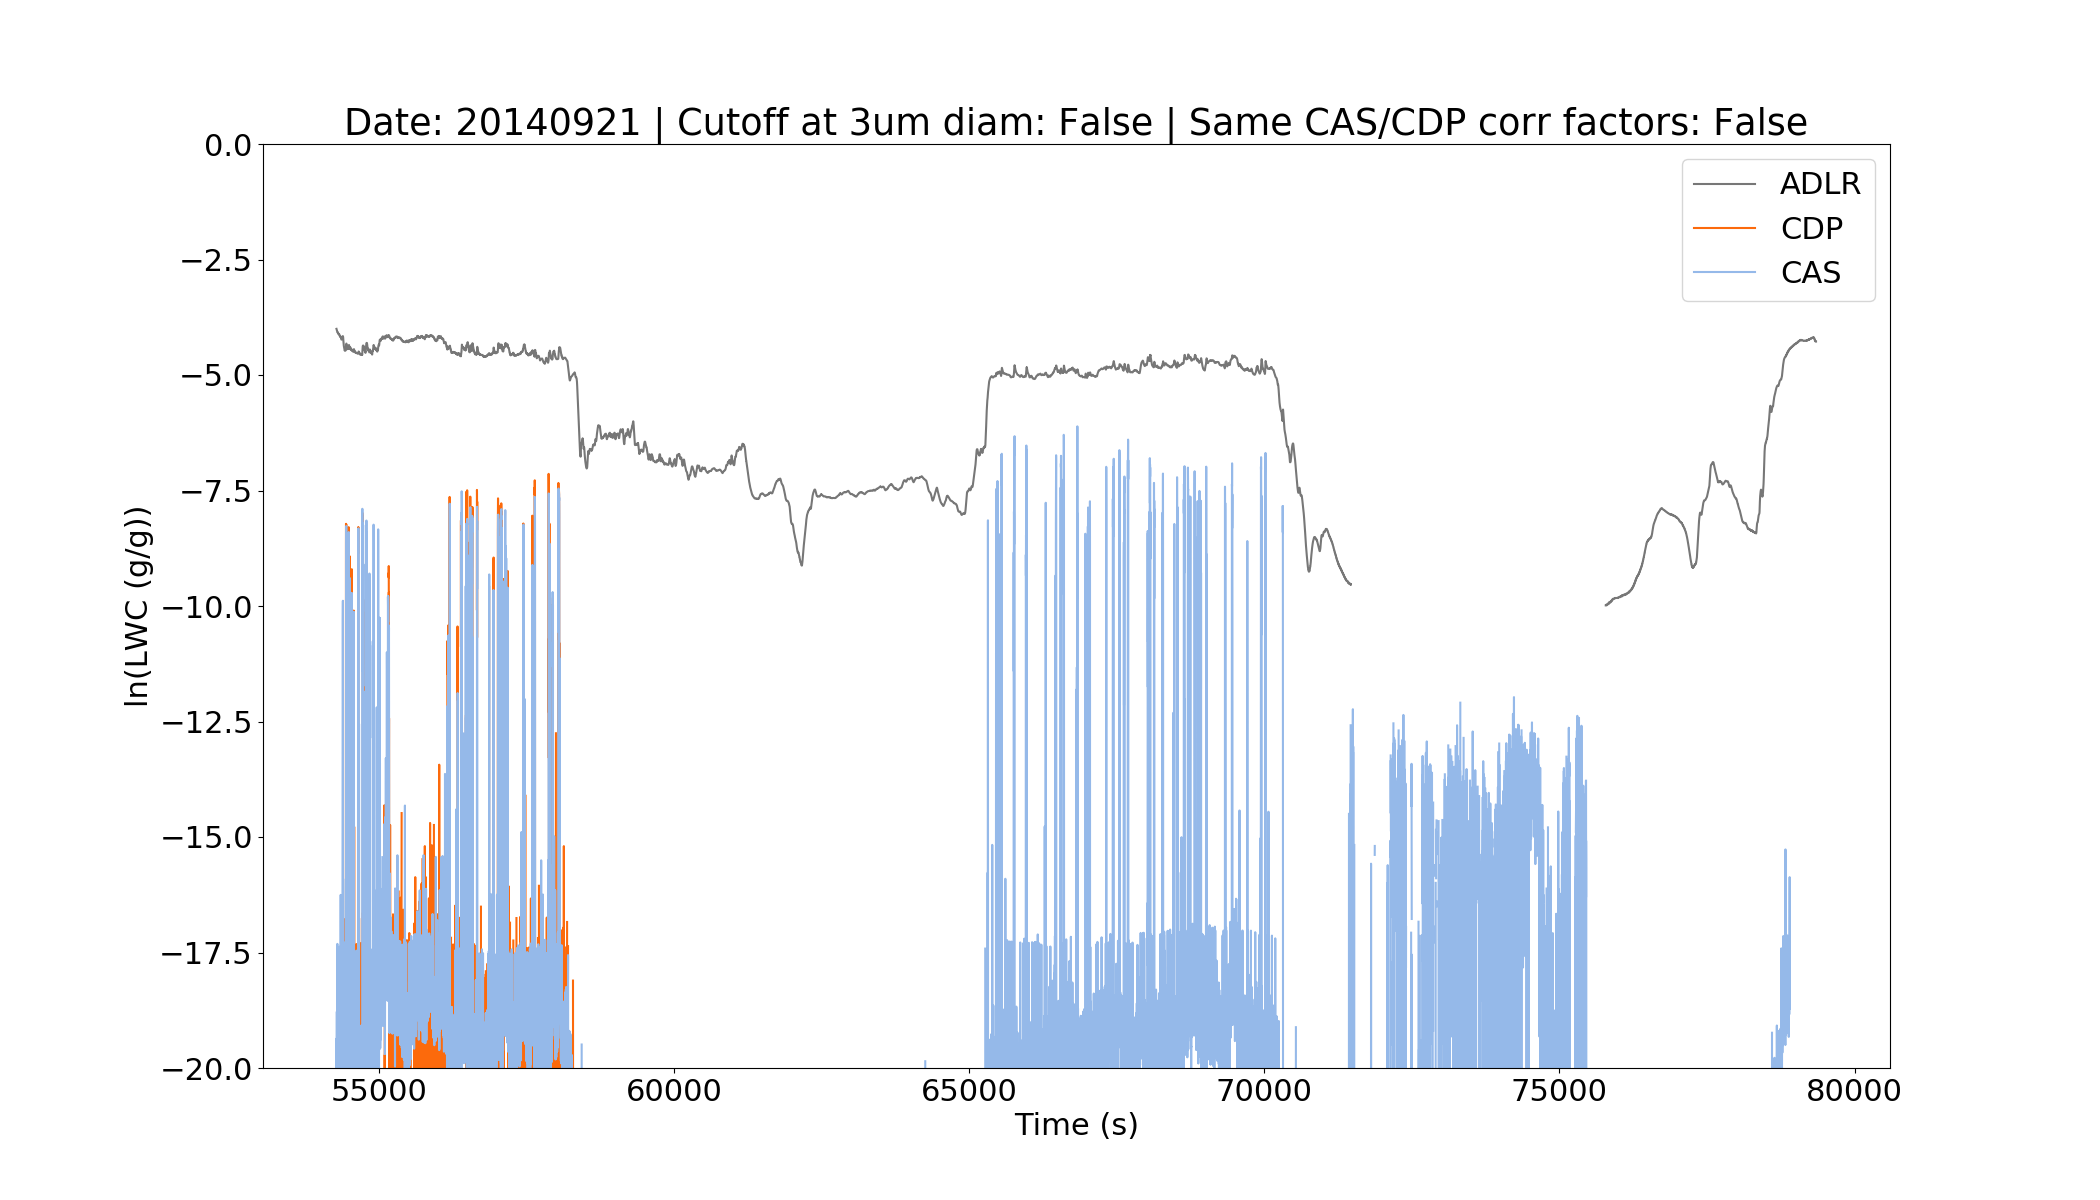 Date: 20140921 | Cutoff at 3um diam: False | Same CAS/CDP corr factors: False
ln(LWC (g/g))
0.0
−2.5
−5.0
−7.5
−10.0
−12.5
−15.0
−17.5
−20.0
ADLR
CDP
CAS
55000 60000 65000 70000 75000 80000
Time (s)